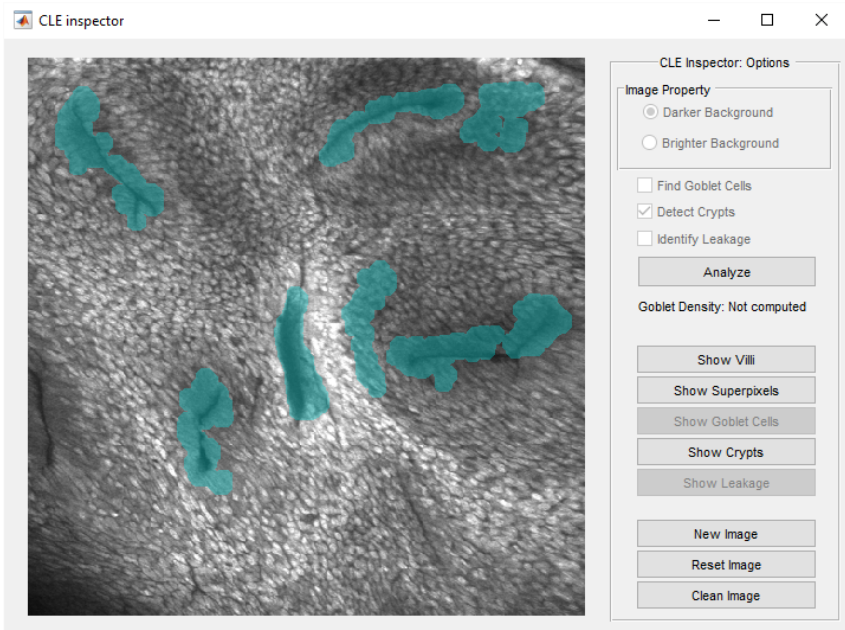 CLE inspector
CLE Inspector: Options
Image Property
Darker Background
Brighter Background
Find Goblet Cells
Detect Crypts
Identify Leakage
Analyze
Goblet Density: Not computed
Show Villi
Show Superpixels
Show Goblet Cells
Show Crypts
Show Leakage
New Image
Reset Image
Clean Image